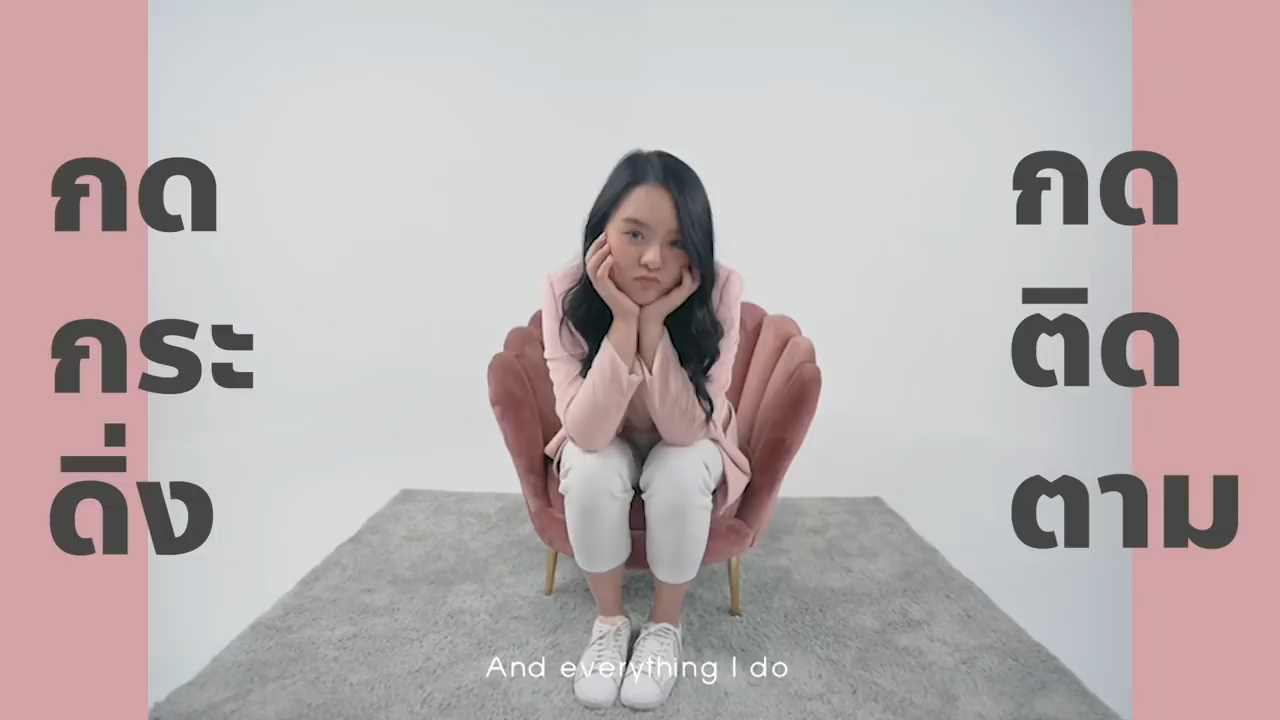 กด
กระ
ดิ่ง
กด
ติด
ตาม
And everything I do